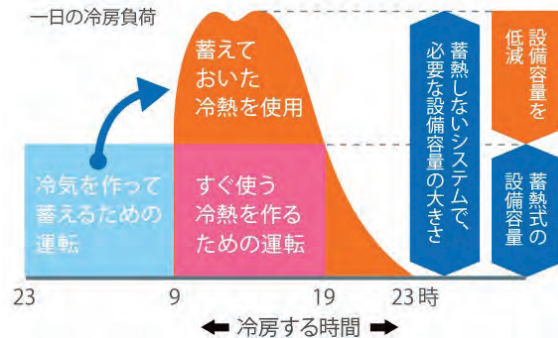 一日の冷房負荷
蓄えて
おいた
冷熱を使用
冷気を作って
蓄えるための
運転
すぐ使う
冷熱を作る
ための運転
蓄熱しないシステムで、
必要な設備容量の大きさ
設備容量を
低減
蓄熱式の
設備容量
23
9
19
23時
冷房する時間